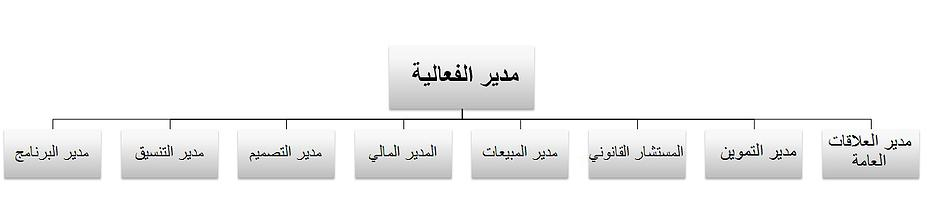 مدير الفعالية
مدير العلاقات
العامة
مدير التموين
المستشار القانوني
مدير المبيعات
المدير المالي
مدير التصميم
مدير التنسيق
مدير البرنامج